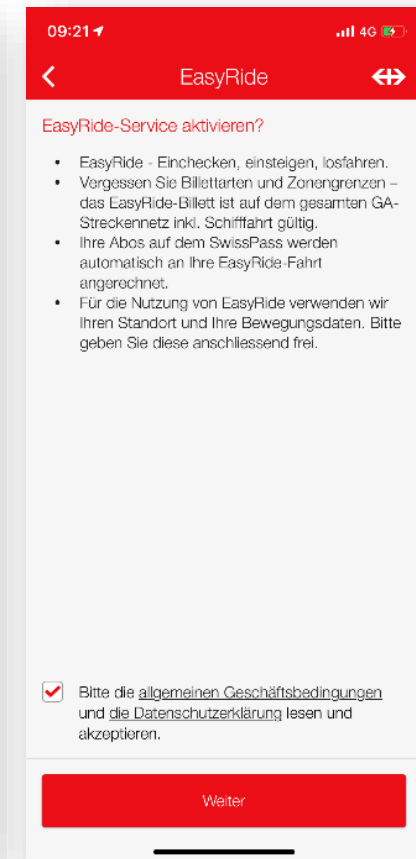 09:21
4G
EasyRide
EasyRide-Service aktivieren?
• EasyRide - Einchecken, einsteigen, losfahren.
• Vergessen Sie Billettarten und Zonengrenzen –
das EasyRide-Billett ist auf dem gesamten GA-
Streckennetz inkl. Schifffahrt gültig.
• Ihre Abos auf dem SwissPass werden
automatisch an Ihre EasyRide-Fahrt
angerechnet.
• Für die Nutzung von EasyRide verwenden wir
Ihren Standort und Ihre Bewegungsdaten. Bitte
geben Sie diese anschliessend frei.
Bitte die allgemeinen Geschäftsbedingungen
und die Datenschutzerklärung lesen und
akzeptieren.
Weiter